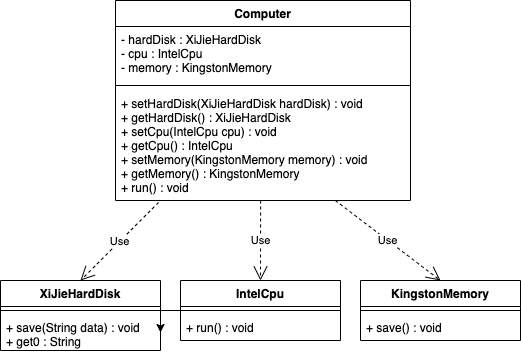 Computer
- hardDisk : XiJieHardDisk
- cpu : IntelCpu
- memory : KingstonMemory
+ setHardDisk(XiJieHardDisk hardDisk) : void
+ getHardDisk() : XiJieHardDisk
+ setCpu(IntelCpu cpu) : void
+ getCpu() : IntelCpu
+ setMemory(KingstonMemory memory) : void
+ getMemory() : KingstonMemory
+ run() : void
Use
Use
Use
XiJieHardDisk
+ save(String data) : void
+ get0 : String
IntelCpu
+ run() : void
KingstonMemory
+ save() : void